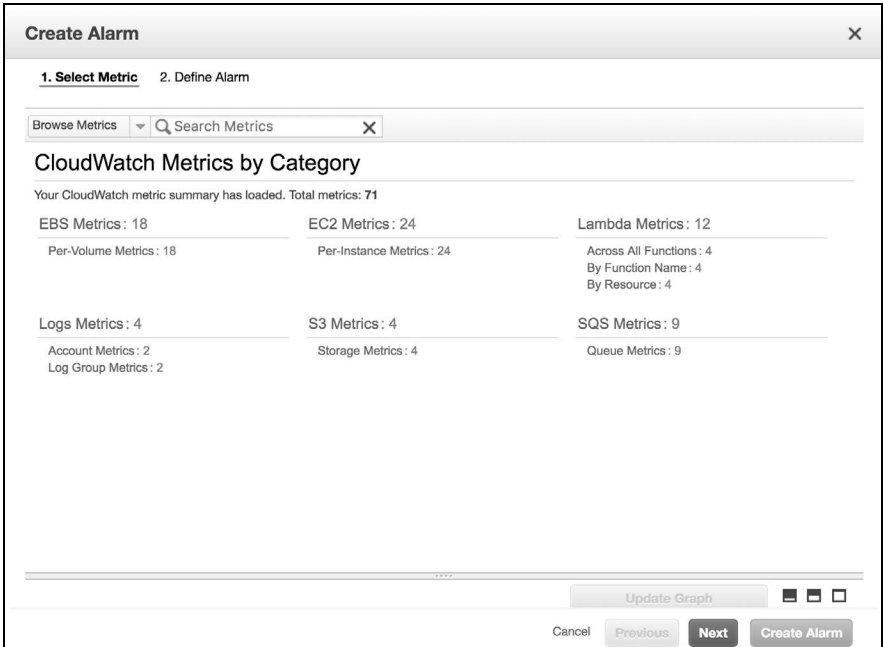 Create Alarm
1. Select Metric 2. Define Alarm
Browse Metrics Search Metrics
CloudWatch Metrics by Category
Your CloudWatch metric summary has loaded. Total metrics: 71
EBS Metrics: 18
Per-Volume Metrics: 18
EC2 Metrics: 24
Per-Instance Metrics: 24
Lambda Metrics: 12
Across All Functions: 4
By Function Name: 4
By Resource: 4
Logs Metrics: 4
Account Metrics: 2
Log Group Metrics: 2
S3 Metrics: 4
Storage Metrics: 4
SQS Metrics: 9
Queue Metrics: 9
Update Graph
Cancel Previous Next Create Alarm